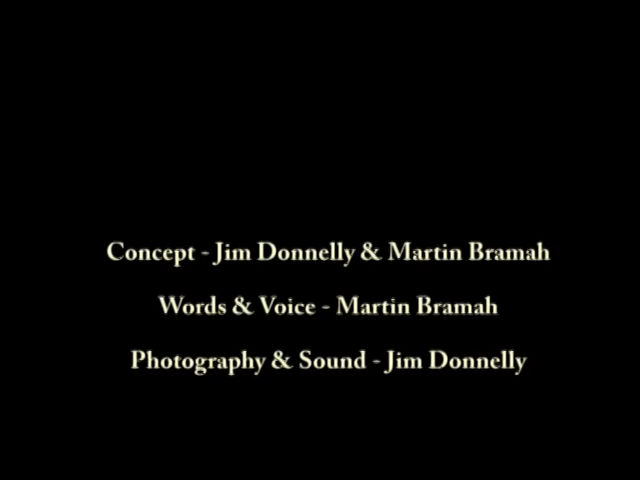 Concept - Jim Donnelly & Martin Bramah
Words & Voice - Martin Bramah
Photography & Sound - Jim Donnelly